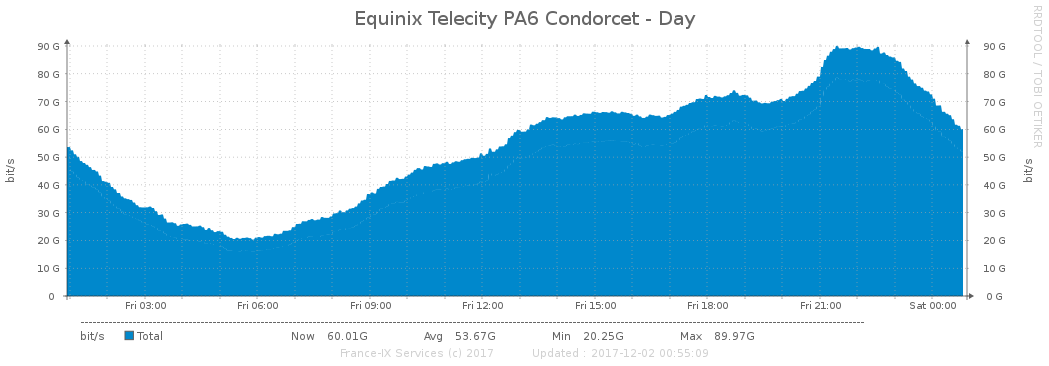 Equinix Telecity PA6 Condorcet - Day
RRDTOOL / TOBI OETIKER
bit/s
90 G 90 G
80 G 80 G
70 G 70 G
60 G 60 G
50 G 50 G
40 G 40 G
30 G 30 G
20 G 20 G
10 G 10 G
0 0 G
bit/s
Fri 03:00 Fri 06:00 Fri 09:00 Fri 12:00 Fri 15:00 Fri 18:00 Fri 21:00 Sat 00:00
bit/s Total Now 60.01G Avg 53.67G Min 20.25G Max 89.97G
France-IX Services (c) 2017 Updated : 2017-12-02 00:55:09